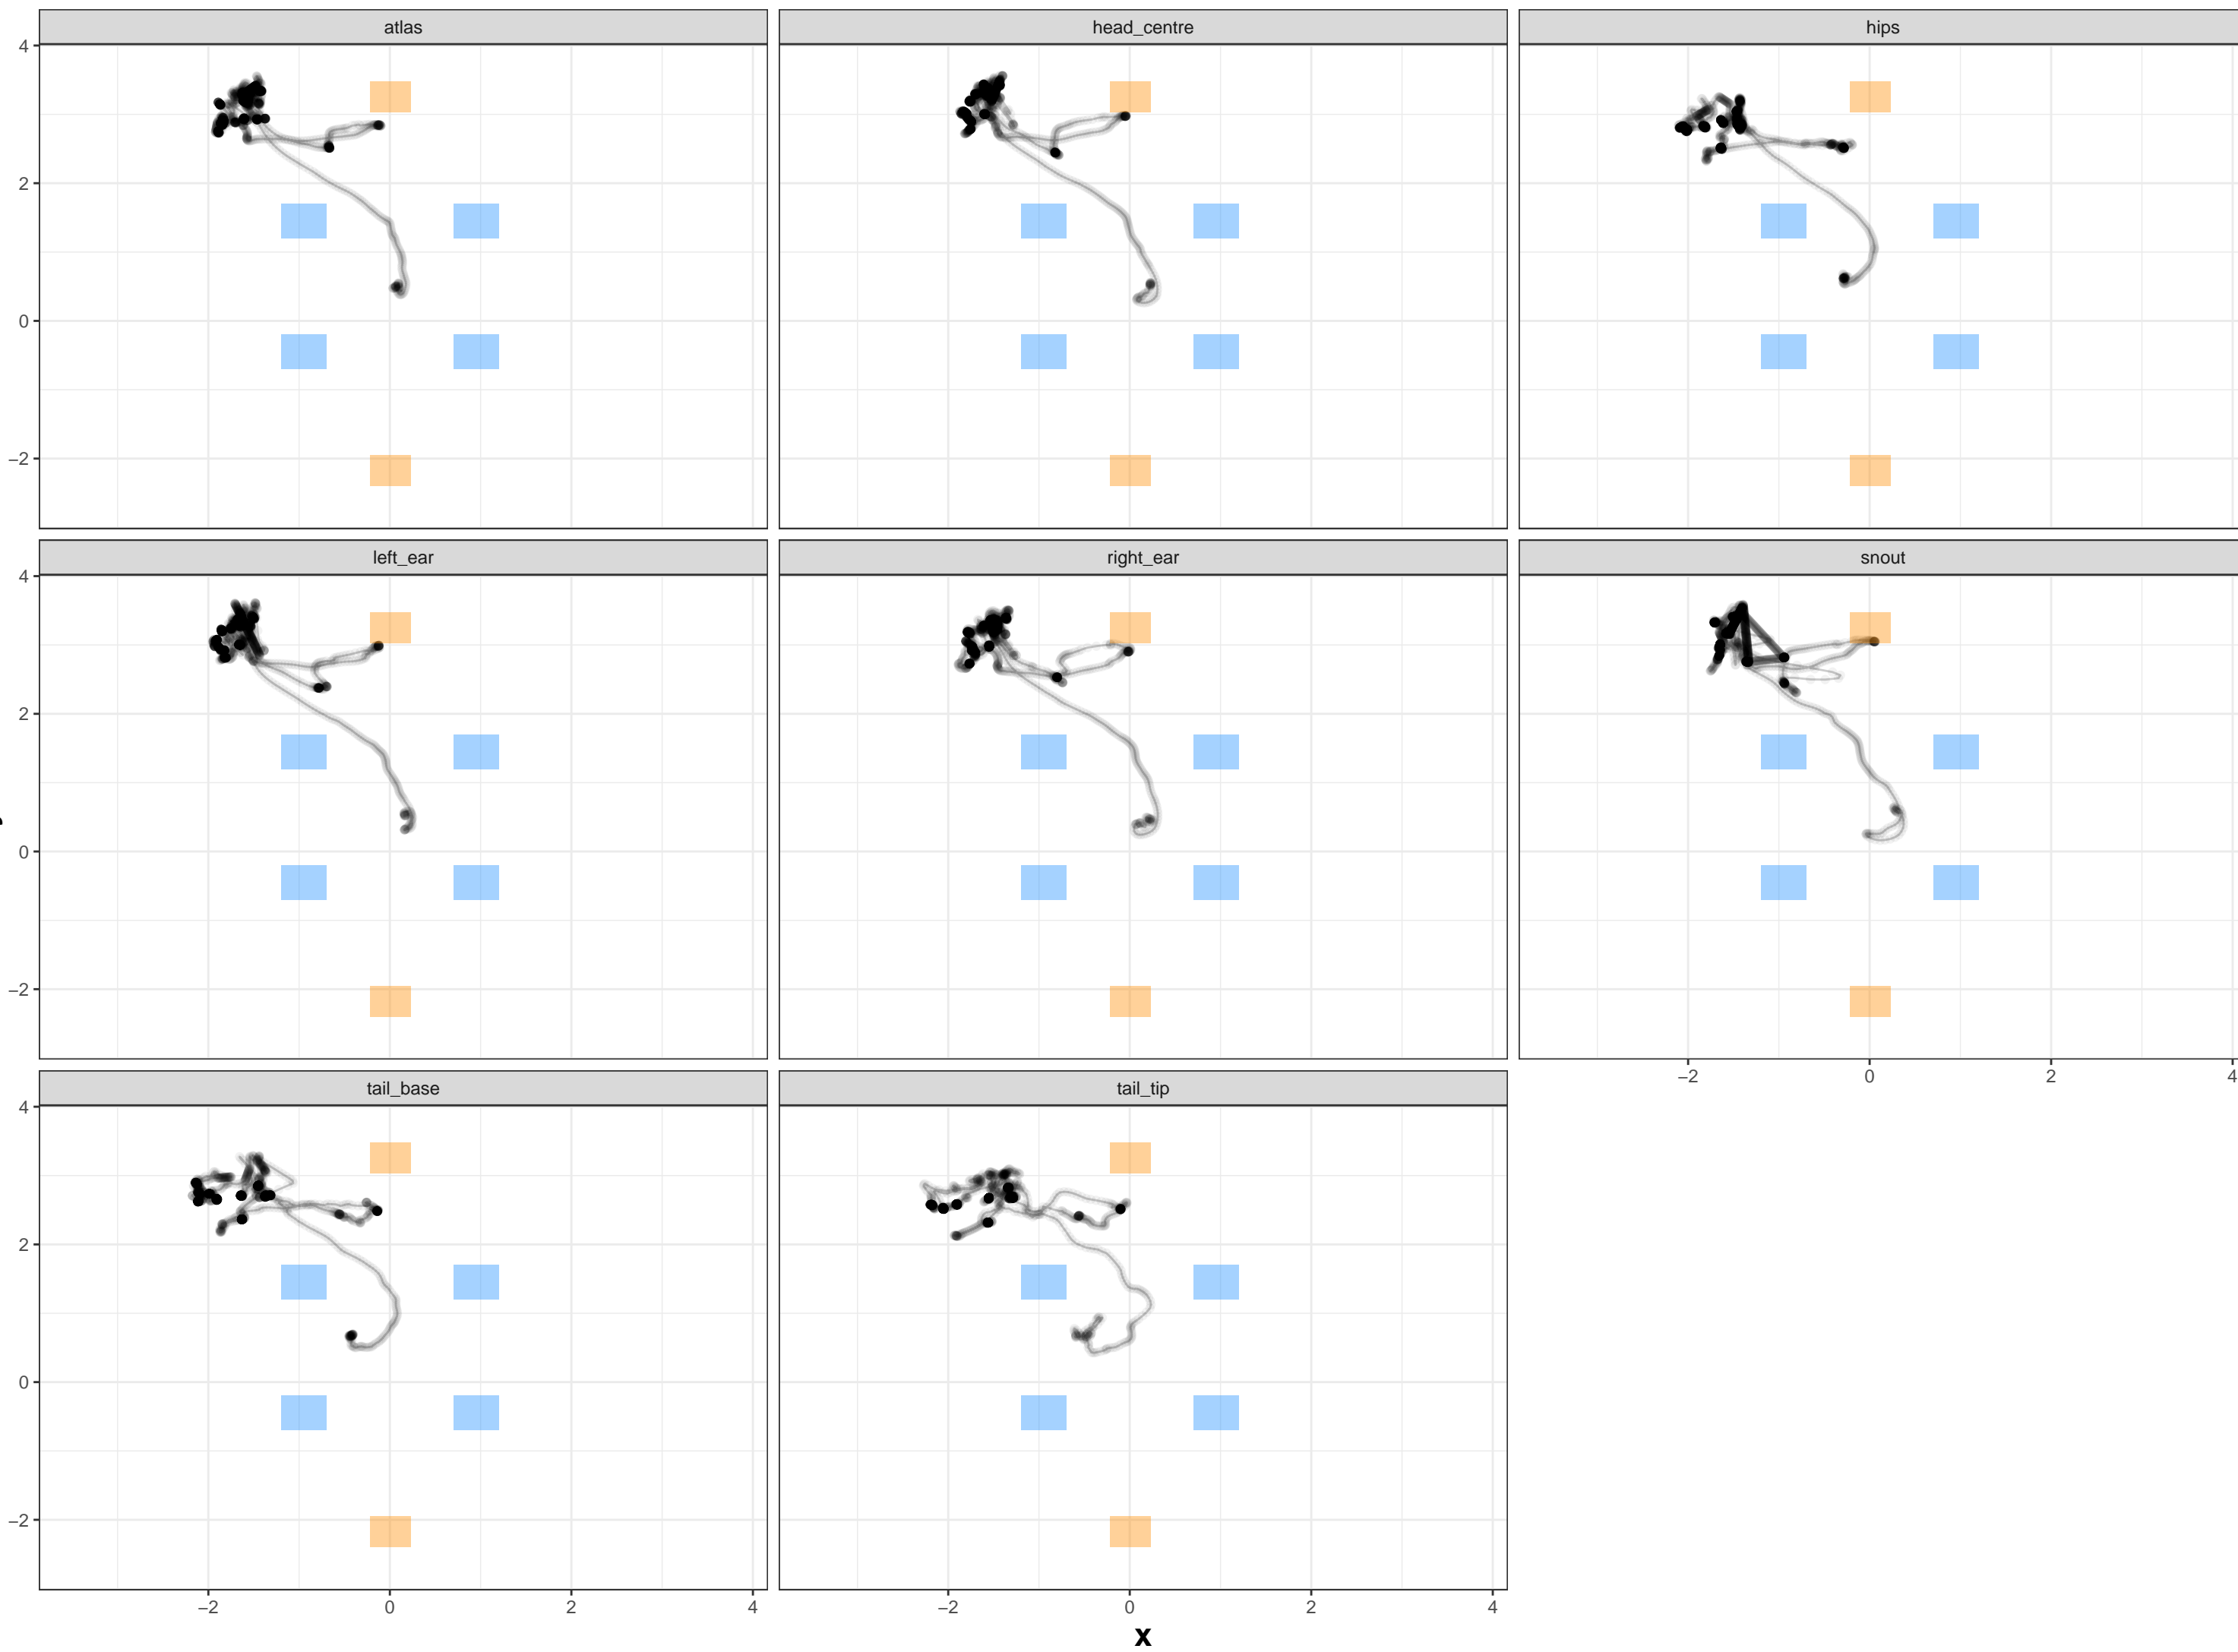 atlas head_centre hips
4
2
0
−2
left_ear right_ear snout
4
2
0
−2
−2 0 2 4
tail_base tail_tip
4
2
0
−2
−2 0 2 4 −2 0 2 4
x